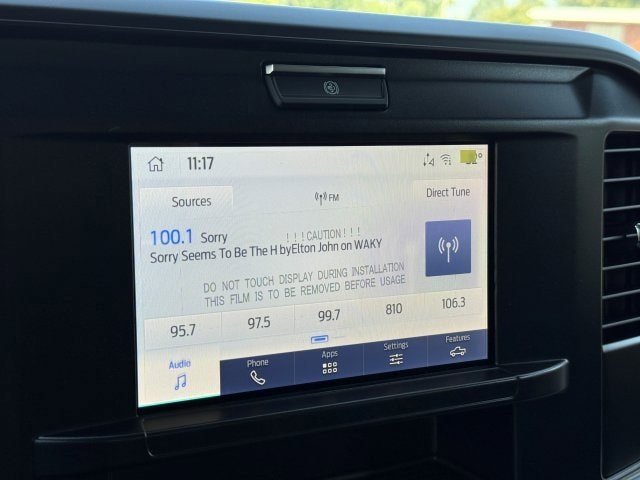 11:17
Sources
FM
Direct Tune
100.1 Sorry
! ! ! CAUTION ! ! !
Sorry Seems To Be The H byElton John on WAKY
DO NOT TOUCH DISPLAY DURING INSTALLATION
THIS FILM IS TO BE REMOVED BEFORE USAGE
95.7
97.5
99.7
810
106.3
Audio
Phone
Apps
Settings
Features